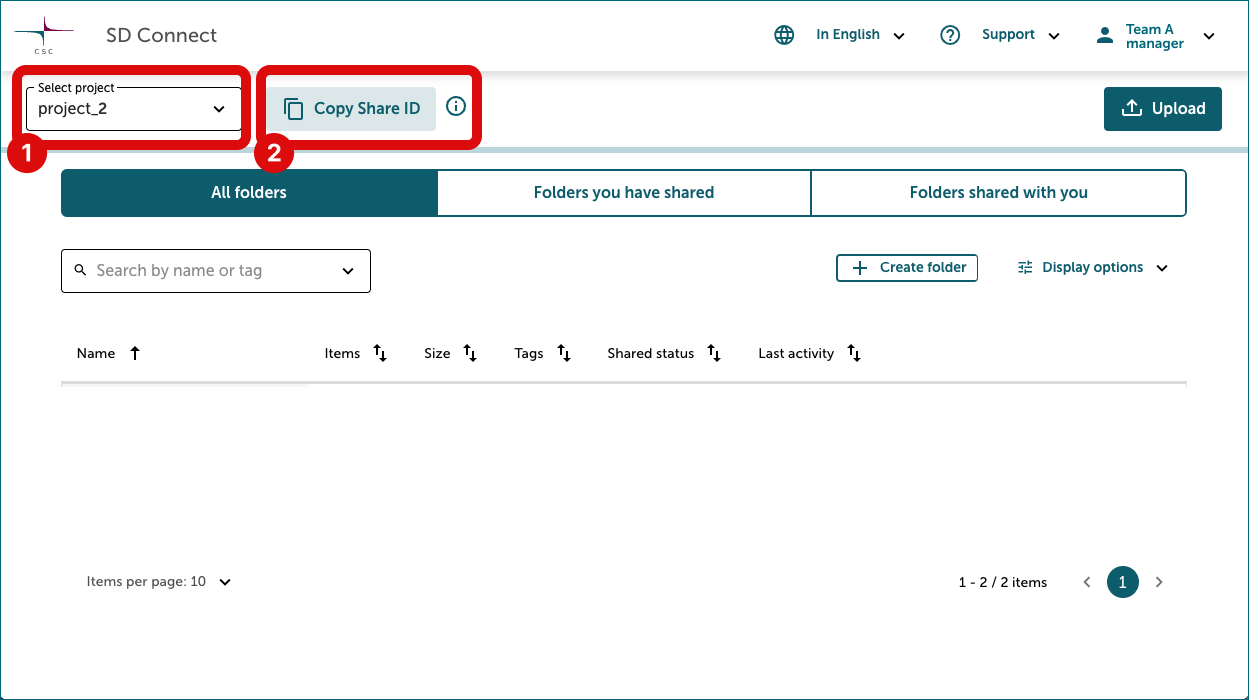 CSC
SD Connect
In English
Support
Team A
manager
Select project
project_2
Copy Share ID
Upload
1
2
All folders
Folders you have shared
Folders shared with you
Search by name or tag
Create folder
Display options
Name
Items
Size
Tags
Shared status
Last activity
Items per page: 10
1 - 2 / 2 items
1